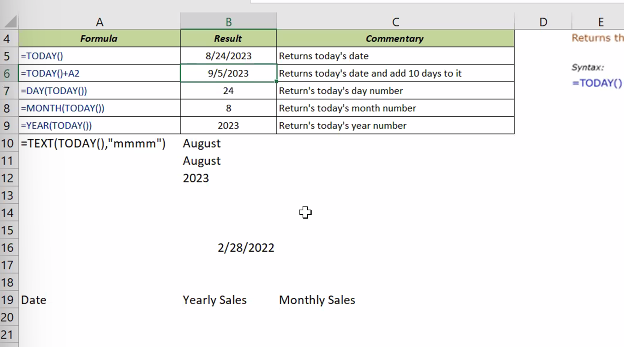 A B C D E
4 Formula Result Commentary Returns th
5 =TODAY() 8/24/2023 Returns today's date
6 =TODAY()+A2 9/5/2023 Returns today's date and add 10 days to it Syntax:
7 =DAY(TODAY()) 24 Return's today's day number =TODAY()
8 =MONTH(TODAY()) 8 Return's today's month number
9 =YEAR(TODAY()) 2023 Return's today's year number
10 =TEXT(TODAY(),"mmmm") August
11 August
12 2023
13
14
15
16 2/28/2022
17
18
19 Date Yearly Sales Monthly Sales
20
21